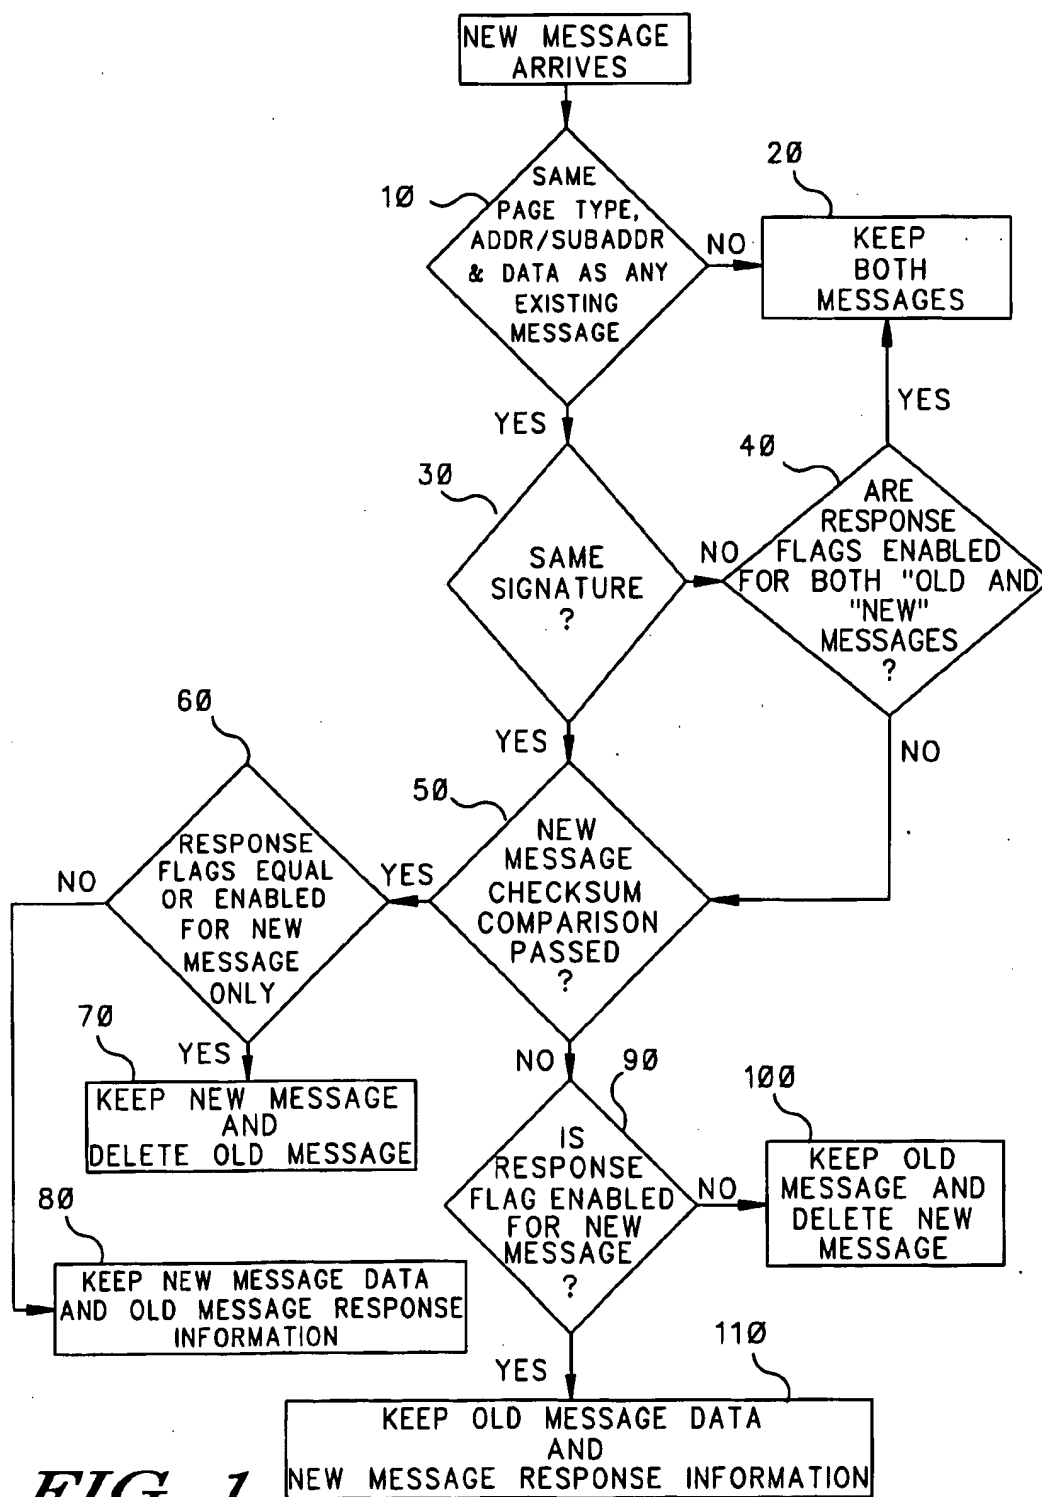 NEW MESSAGE
ARRIVES
10
SAME
PAGE TYPE,
ADDR/SUBADDR
& DATA AS ANY
EXISTING
MESSAGE
NO
20
KEEP
BOTH
MESSAGES
YES
YES
30
SAME
SIGNATURE
?
NO
40
ARE
RESPONSE
FLAGS ENABLED
FOR BOTH "OLD AND
"NEW"
MESSAGES
?
YES
NO
50
NEW
MESSAGE
CHECKSUM
COMPARISON
PASSED
?
YES
60
RESPONSE
FLAGS EQUAL
OR ENABLED
FOR NEW
MESSAGE
ONLY
NO
YES
70
KEEP NEW MESSAGE
AND
DELETE OLD MESSAGE
80
KEEP NEW MESSAGE DATA
AND OLD MESSAGE RESPONSE
INFORMATION
NO
90
IS
RESPONSE
FLAG ENABLED
FOR NEW
MESSAGE
?
NO
100
KEEP OLD
MESSAGE AND
DELETE NEW
MESSAGE
YES
110
KEEP OLD MESSAGE DATA
AND
NEW MESSAGE RESPONSE INFORMATION
FIG. 1